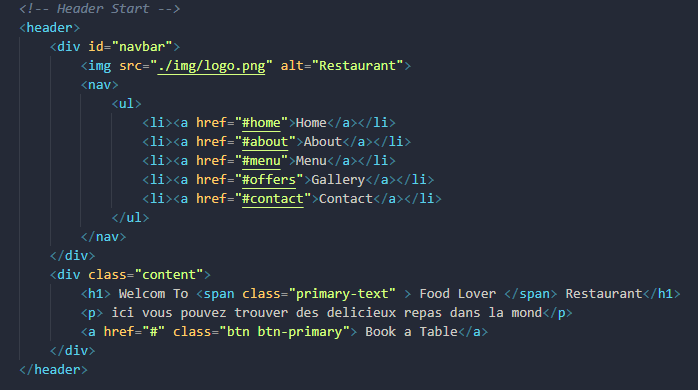 <!-- Header Start -->
<header>
<div id="navbar">
<img src="./img/logo.png" alt="Restaurant">
<nav>
<ul>
<li><a href="#home">Home</a></li>
<li><a href="#about">About</a></li>
<li><a href="#menu">Menu</a></li>
<li><a href="#offers">Gallery</a></li>
<li><a href="#contact">Contact</a></li>
</ul>
</nav>
</div>
<div class="content">
<h1> Welcom To <span class="primary-text" > Food Lover </span> Restaurant</h1>
<p> ici vous pouvez trouver des delicieux repas dans la mond</p>
<a href="#" class="btn btn-primary"> Book a Table</a>
</div>
</header>